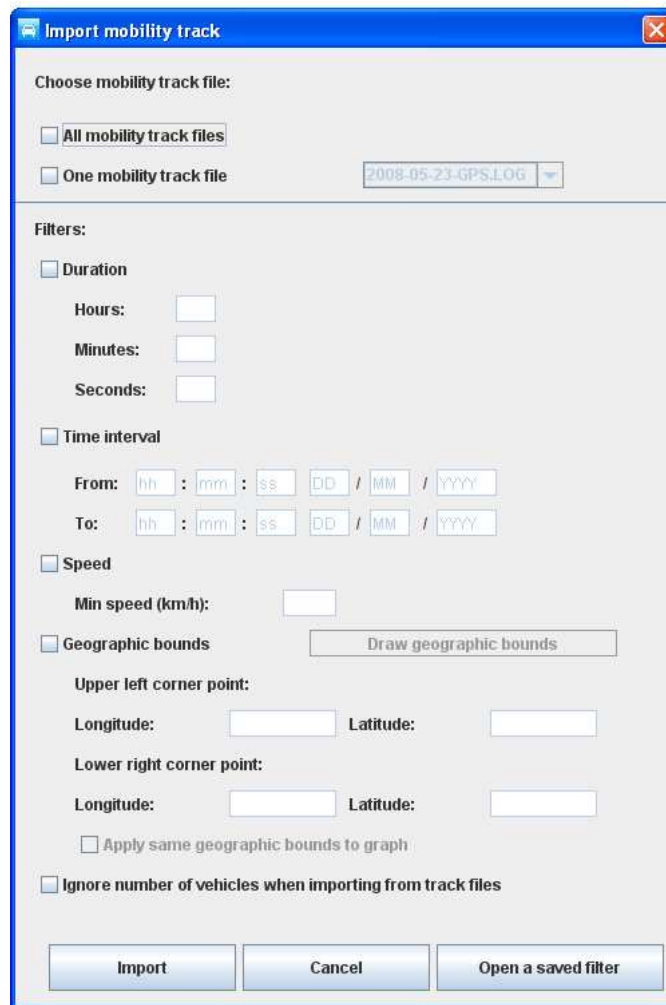 Import mobility track
Choose mobility track file:
All mobility track files
One mobility track file 2008-05-23-GPS.LOG
Filters:
Duration
Hours:
Minutes:
Seconds:
Time interval
From: hh : mm : ss DD / MM / YYYY
To: hh : mm : ss DD / MM / YYYY
Speed
Min speed (km/h):
Geographic bounds Draw geographic bounds
Upper left corner point:
Longitude: Latitude:
Lower right corner point:
Longitude: Latitude:
Apply same geographic bounds to graph
Ignore number of vehicles when importing from track files
Import Cancel Open a saved filter